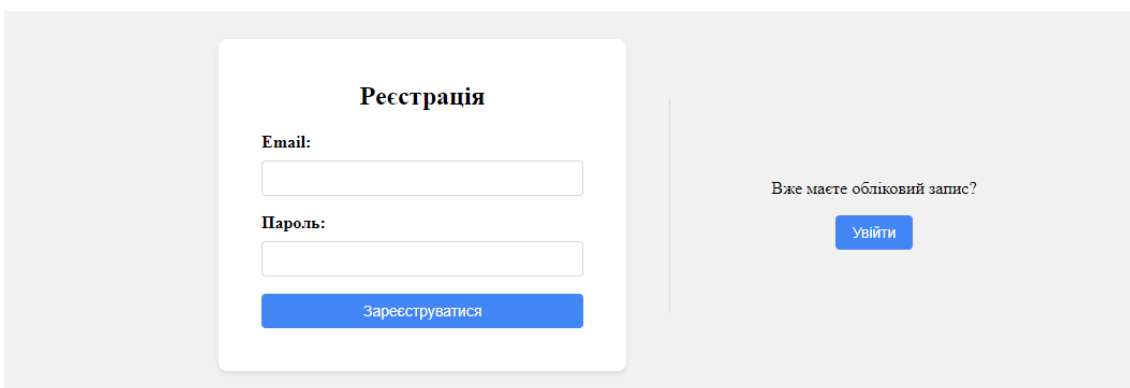 Реєстрація
Email:
Пароль:
Зареєструватися
Вже маєте обліковий запис?
Увійти